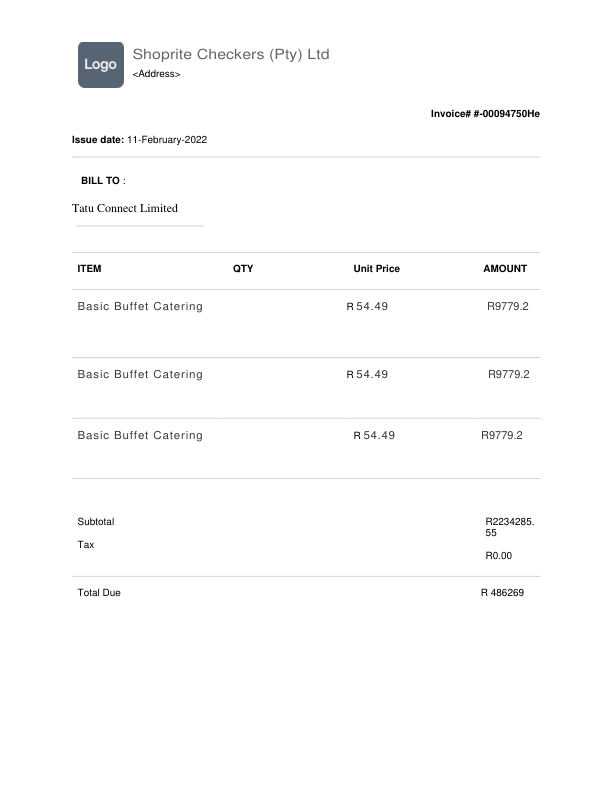 Logo
Shoprite Checkers (Pty) Ltd
<Address>
Invoice# #-00094750He
Issue date: 11-February-2022
BILL TO :
Tatu Connect Limited
ITEM QTY Unit Price AMOUNT
Basic Buffet Catering R 54.49 R9779.2
Basic Buffet Catering R 54.49 R9779.2
Basic Buffet Catering R 54.49 R9779.2
Subtotal R2234285.
55
Tax
R0.00
Total Due R 486269